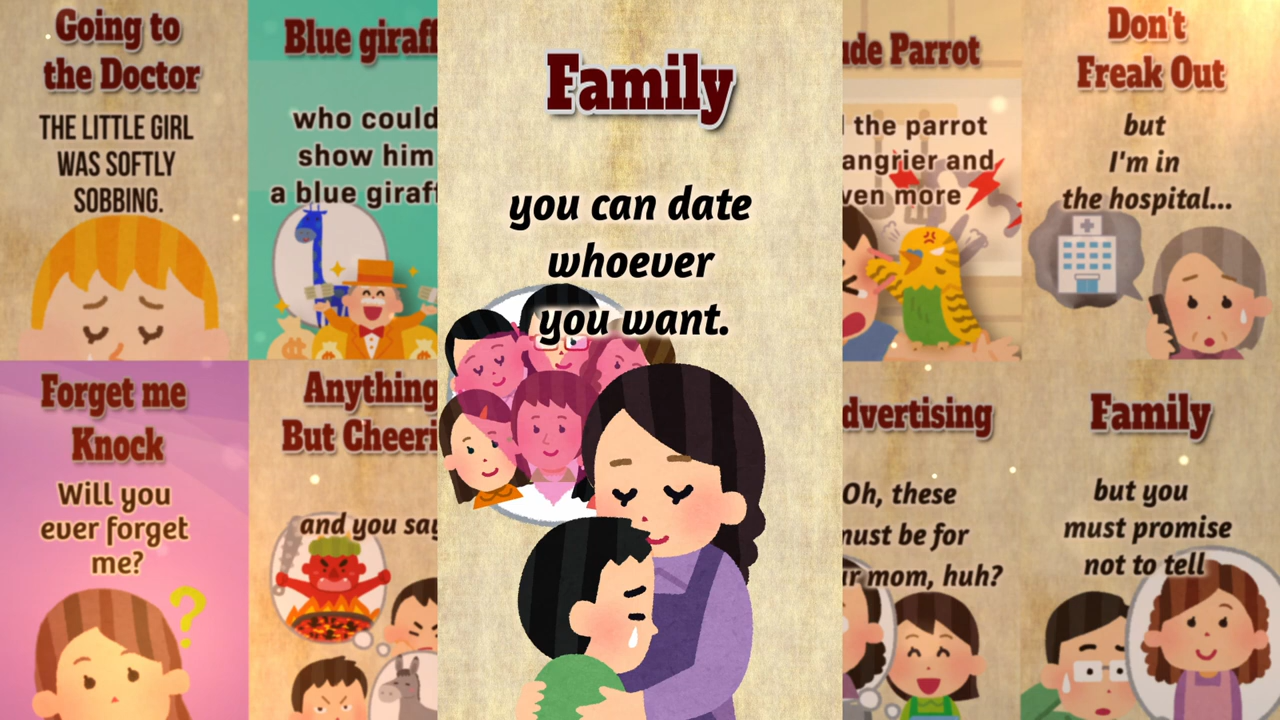 Going to
the Doctor
THE LITTLE GIRL
WAS SOFTLY
SOBBING.
Blue giraff
who could
show him
a blue giraff
Family
you can date
whoever
you want.
de Parrot
the parrot
angrier and
ven more
Don't
Freak Out
but
I'm in
the hospital...
Forget me
Knock
Will you
ever forget
me?
Anything
But Cheeri
and you say
dvertising
Oh, these
must be for
r mom, huh?
Family
but you
must promise
not to tell